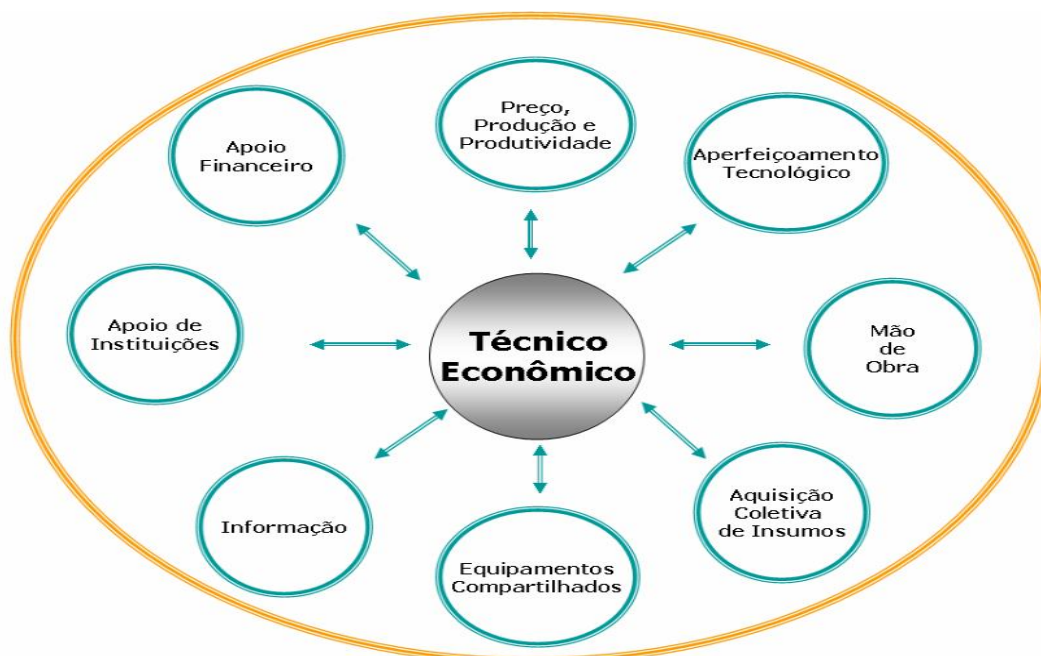 Preço,
Produção e
Produtividade
Apoio
Financeiro
Aperfeiçoamento
Tecnológico
Apoio de
Instituições
Técnico
Econômico
Mão
de
Obra
Informação
Equipamentos
Compartilhados
Aquisição
Coletiva
de Insumos